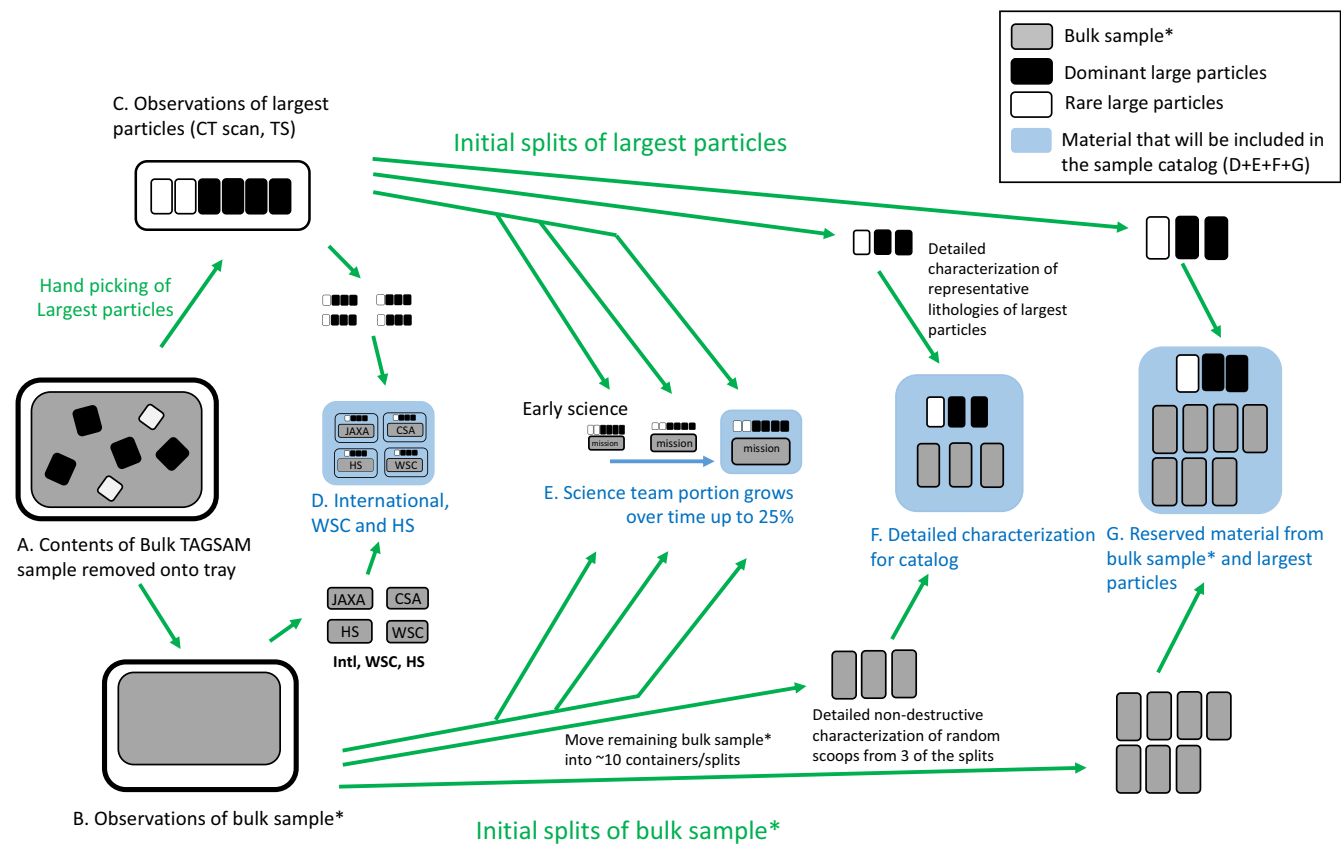 Bulk sample*
Dominant large particles
Rare large particles
Material that will be included in
the sample catalog (D+E+F+G)
C. Observations of largest
particles (CT scan, TS)
Initial splits of largest particles
Hand picking of
Largest particles
Detailed
characterization of
representative
lithologies of largest
particles
Early science
JAXA
CSA
HS
WSC
mission
mission
mission
D. International,
WSC and HS
E. Science team portion grows
over time up to 25%
F. Detailed characterization
for catalog
G. Reserved material from
bulk sample* and largest
particles
A. Contents of Bulk TAGSAM
sample removed onto tray
JAXA
CSA
HS
WSC
Intl, WSC, HS
Move remaining bulk sample*
into ~10 containers/splits
Detailed non-destructive
characterization of random
scoops from 3 of the splits
B. Observations of bulk sample*
Initial splits of bulk sample*